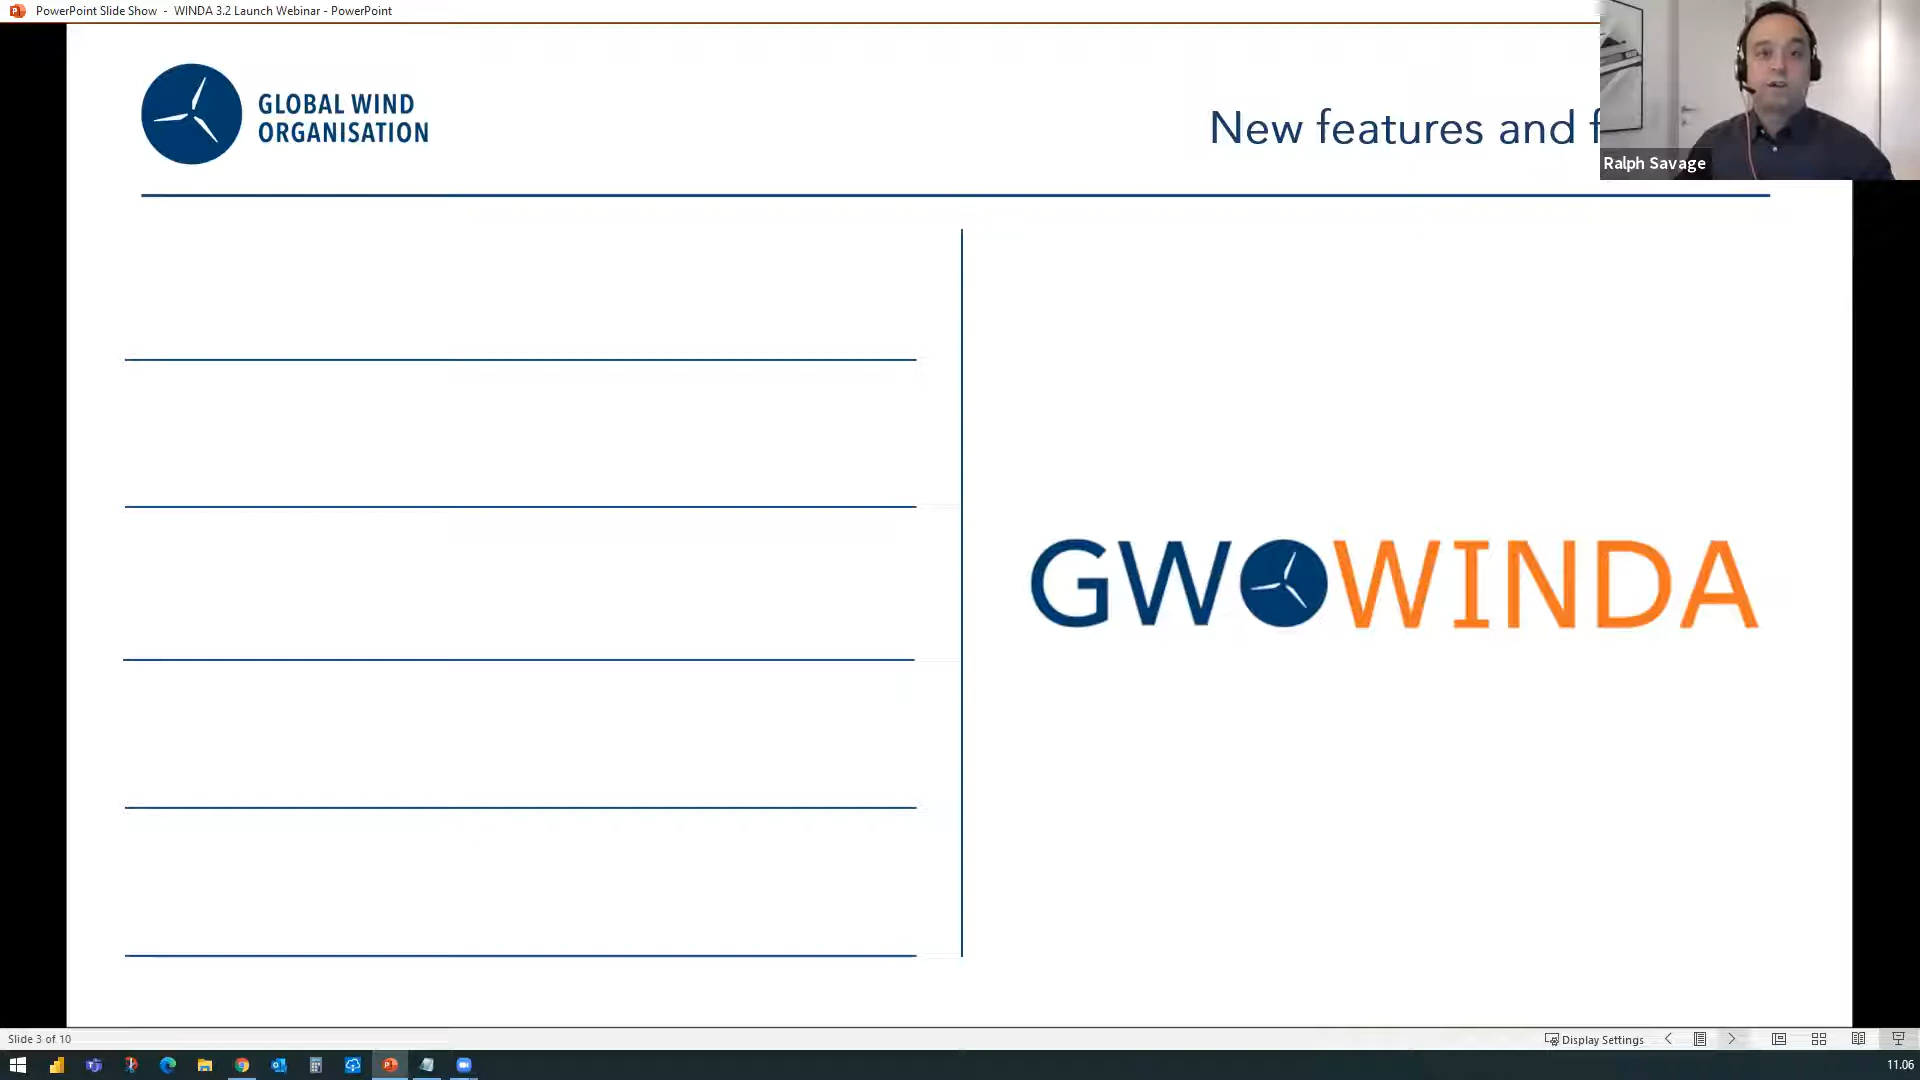 PowerPoint Slide Show - WINDA 3.2 Launch Webinar - PowerPoint
GLOBAL WIND
ORGANISATION
New features and f
Ralph Savage
GWO WINDA
Slide 3 of 10
Display Settings
11.06